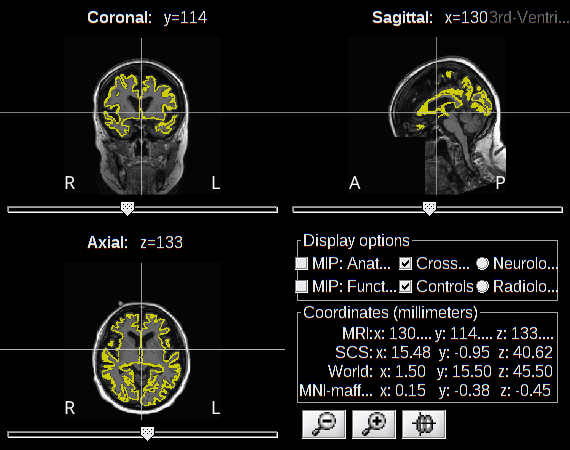 Coronal: y=114
Sagittal: x=130 3rd-Ventri...
R L
A P
Axial: z=133
R L
Display options
MIP: Anat... Cross... Neurolo...
MIP: Funct... Controls Radiolo...
Coordinates (millimeters)
MRI: x: 130.... y: 114.... z: 133....
SCS: x: 15.48 y: -0.95 z: 40.62
World: x: 1.50 y: 15.50 z: 45.50
MNI-maff... x: 0.15 y: -0.38 z: -0.45